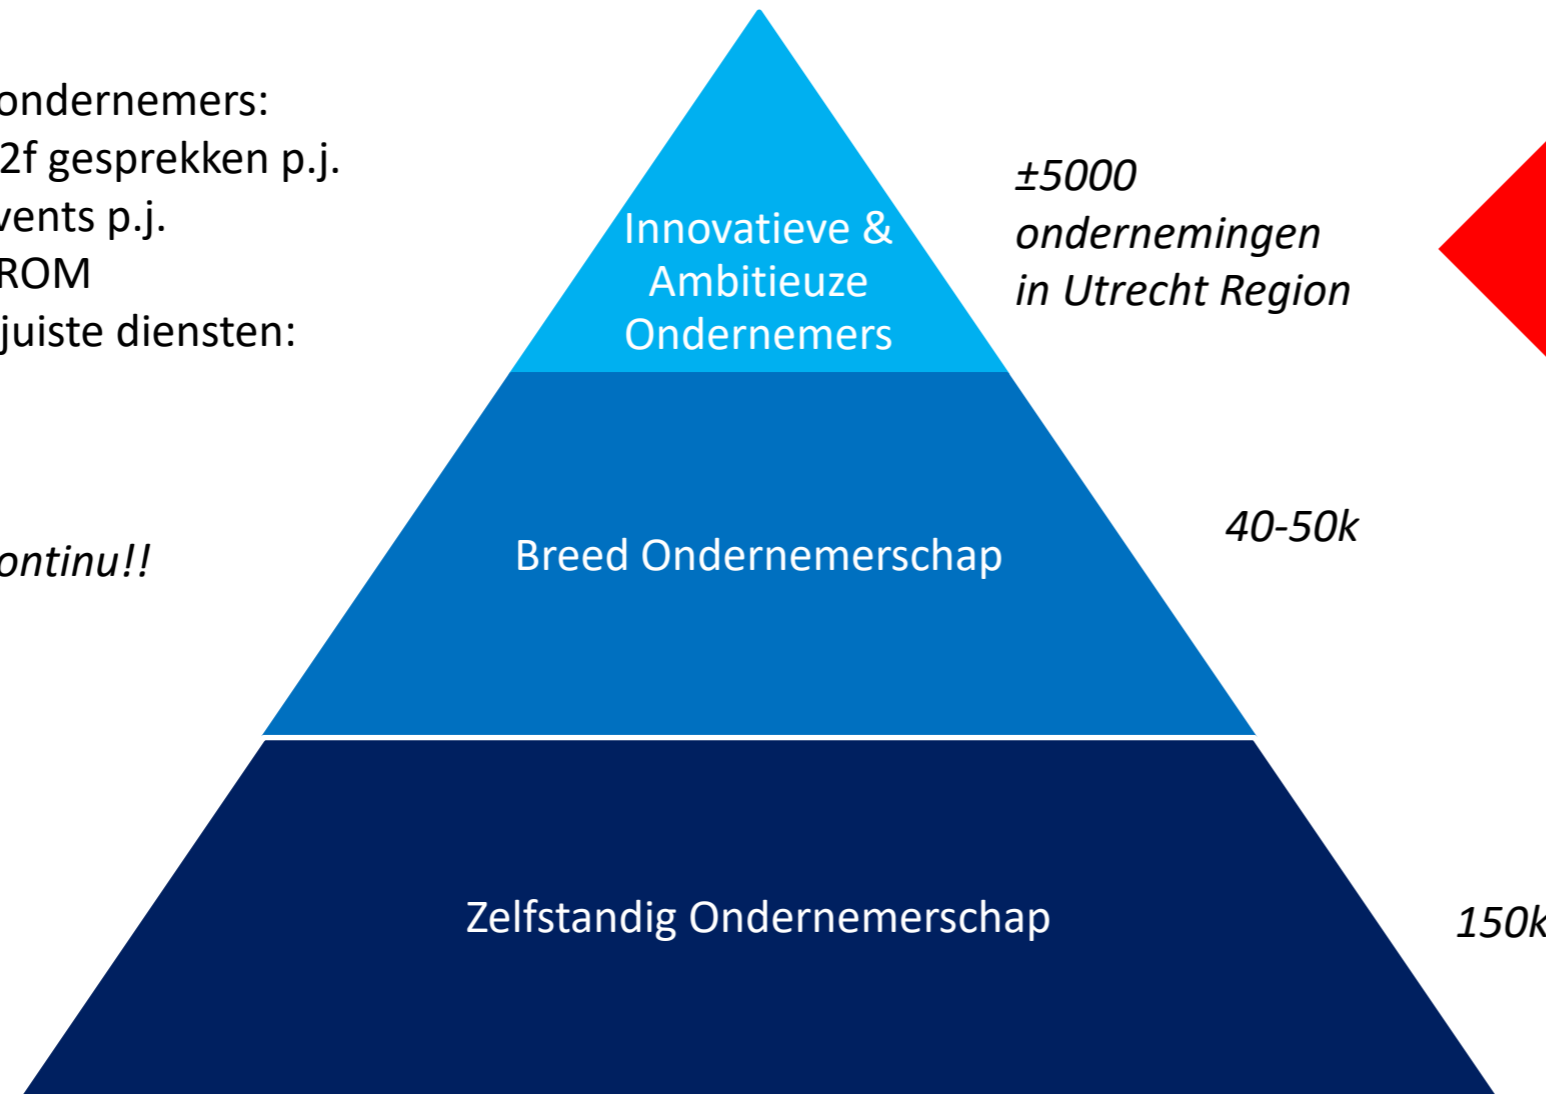 ondernemers:
2f gesprekken p.j.
vents p.j.
ROM
juiste diensten:
ontinu!!
Innovatieve &
Ambitieuze
Ondernemers
±5000
ondernemingen
in Utrecht Region
Breed Ondernemerschap
40-50k
Zelfstandig Ondernemerschap
150k